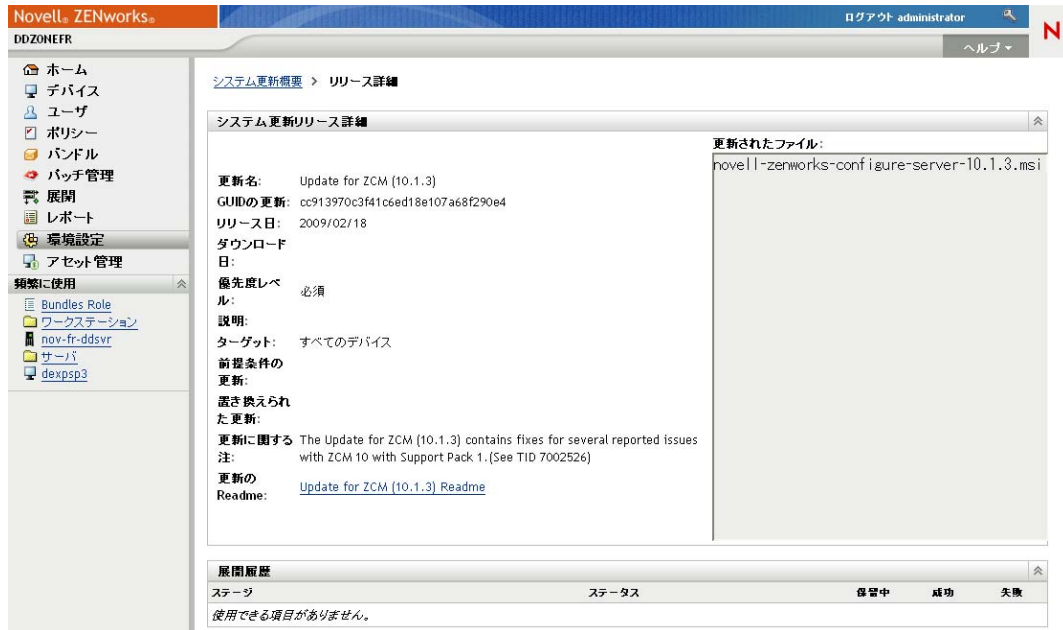 Novell® ZENworks®
ログアウト administrator
N
DDZONEFR
ヘルプ
ホーム
デバイス
ユーザ
ポリシー
バンドル
パッチ管理
展開
レポート
環境設定
アセット管理
頻繁に使用
Bundles Role
ワークステーション
nov-fr-ddsvr
サーバ
dexpsp3
システム更新概要 > リリース詳細
システム更新リリース詳細
更新名: Update for ZCM (10.1.3)
GUIDの更新: cc913970c3f41c6ed18e107a68f290e4
リリース日: 2009/02/18
ダウンロード
日:
優先度レベ
ル: 必須
説明:
ターゲット: すべてのデバイス
前提条件の
更新:
置き換えられ
た更新:
更新に関する The Update for ZCM (10.1.3) contains fixes for several reported issues
注: with ZCM 10 with Support Pack 1.(See TID 7002526)
更新の
Readme: Update for ZCM (10.1.3) Readme
更新されたファイル:
novell-zenworks-configure-server-10.1.3.msi
展開履歴
ステージ ステータス 保留中 成功 失敗
使用できる項目がありません。